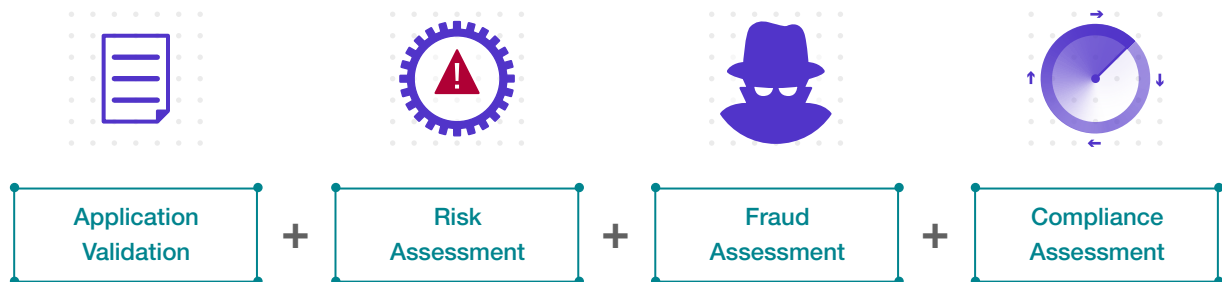 Application
Validation
+
Risk
Assessment
+
Fraud
Assessment
+
Compliance
Assessment